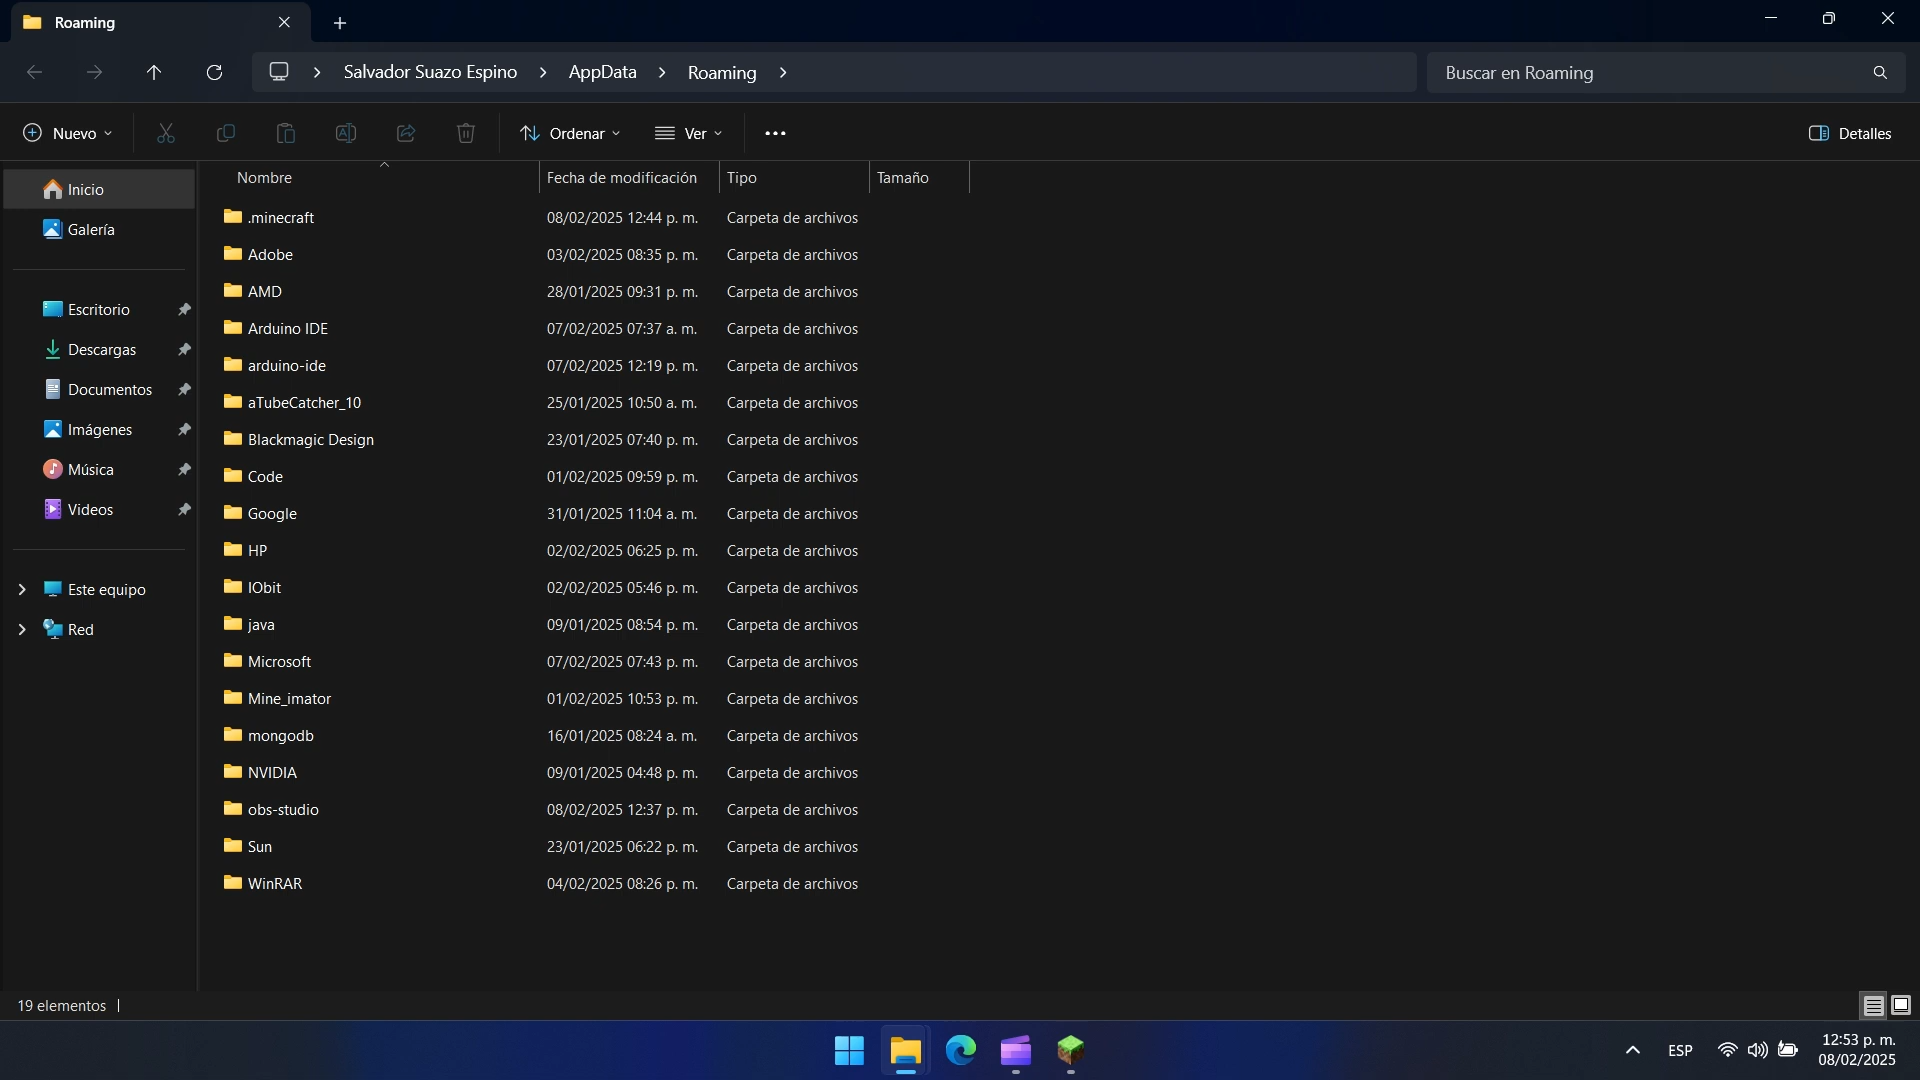 Roaming
Salvador Suazo Espino
AppData
Roaming
Buscar en Roaming
Nuevo
Ordenar
Ver
Detalles
Inicio
Galería
Escritorio
Descargas
Documentos
Imágenes
Música
Videos
Este equipo
Red
Nombre Fecha de modificación Tipo Tamaño
.minecraft 08/02/2025 12:44 p. m. Carpeta de archivos
Adobe 03/02/2025 08:35 p. m. Carpeta de archivos
AMD 28/01/2025 09:31 p. m. Carpeta de archivos
Arduino IDE 07/02/2025 07:37 a. m. Carpeta de archivos
arduino-ide 07/02/2025 12:19 p. m. Carpeta de archivos
aTubeCatcher_10 25/01/2025 10:50 a. m. Carpeta de archivos
Blackmagic Design 23/01/2025 07:40 p. m. Carpeta de archivos
Code 01/02/2025 09:59 p. m. Carpeta de archivos
Google 31/01/2025 11:04 a. m. Carpeta de archivos
HP 02/02/2025 06:25 p. m. Carpeta de archivos
IObit 02/02/2025 05:46 p. m. Carpeta de archivos
java 09/01/2025 08:54 p. m. Carpeta de archivos
Microsoft 07/02/2025 07:43 p. m. Carpeta de archivos
Mine_imator 01/02/2025 10:53 p. m. Carpeta de archivos
mongodb 16/01/2025 08:24 a. m. Carpeta de archivos
NVIDIA 09/01/2025 04:48 p. m. Carpeta de archivos
obs-studio 08/02/2025 12:37 p. m. Carpeta de archivos
Sun 23/01/2025 06:22 p. m. Carpeta de archivos
WinRAR 04/02/2025 08:26 p. m. Carpeta de archivos
19 elementos
ESP
12:53 p. m.
08/02/2025